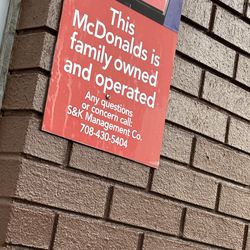 This
McDonalds is
family owned
and operated
Any questions
or concern call:
S&K Management Co.
708-430-5404